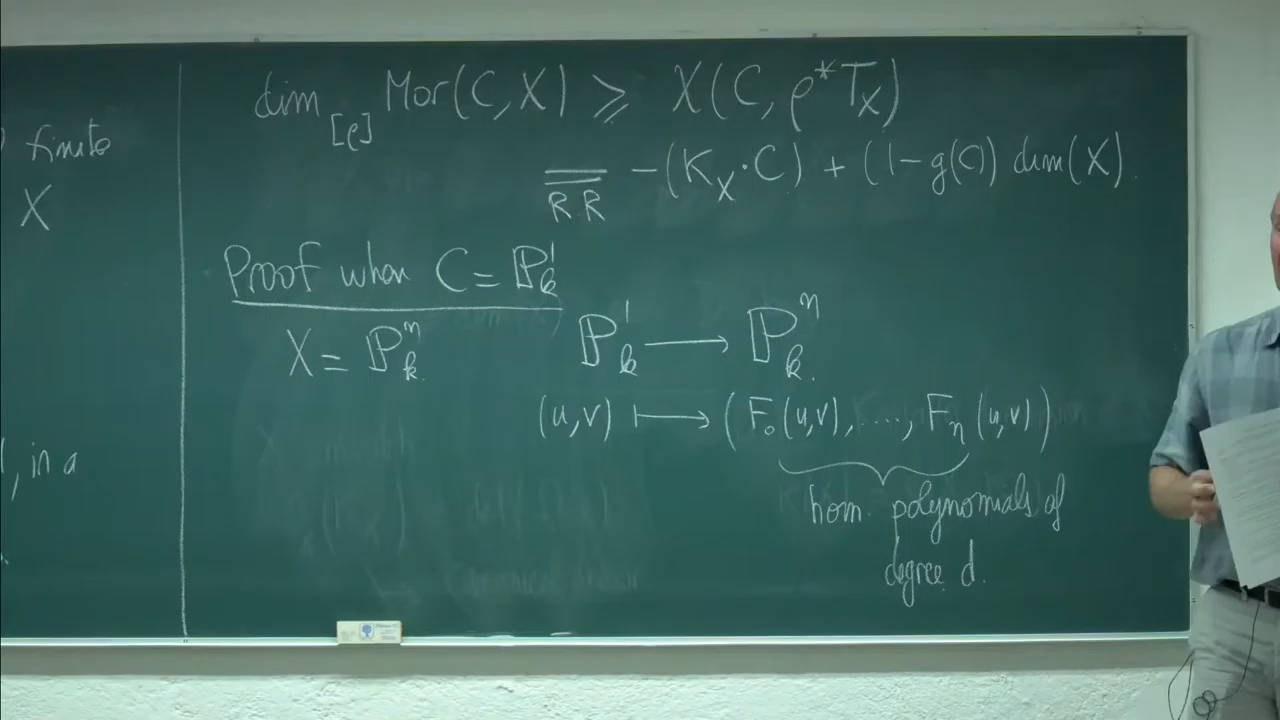 finite
X
, in a
dim_[ρ] Mor(C, X) ⩾ χ(C, ρ*T_X)
= −(K_X · C) + (1 − g(C)) dim(X).
R R
Proof when C = ℙ¹_k
X = ℙⁿ_k.
ℙ¹_k ⟶ ℙⁿ_k.
(u,v) ⟼ (F₀(u,v), ..., Fₙ(u,v))
hom. polynomials of
degree d.